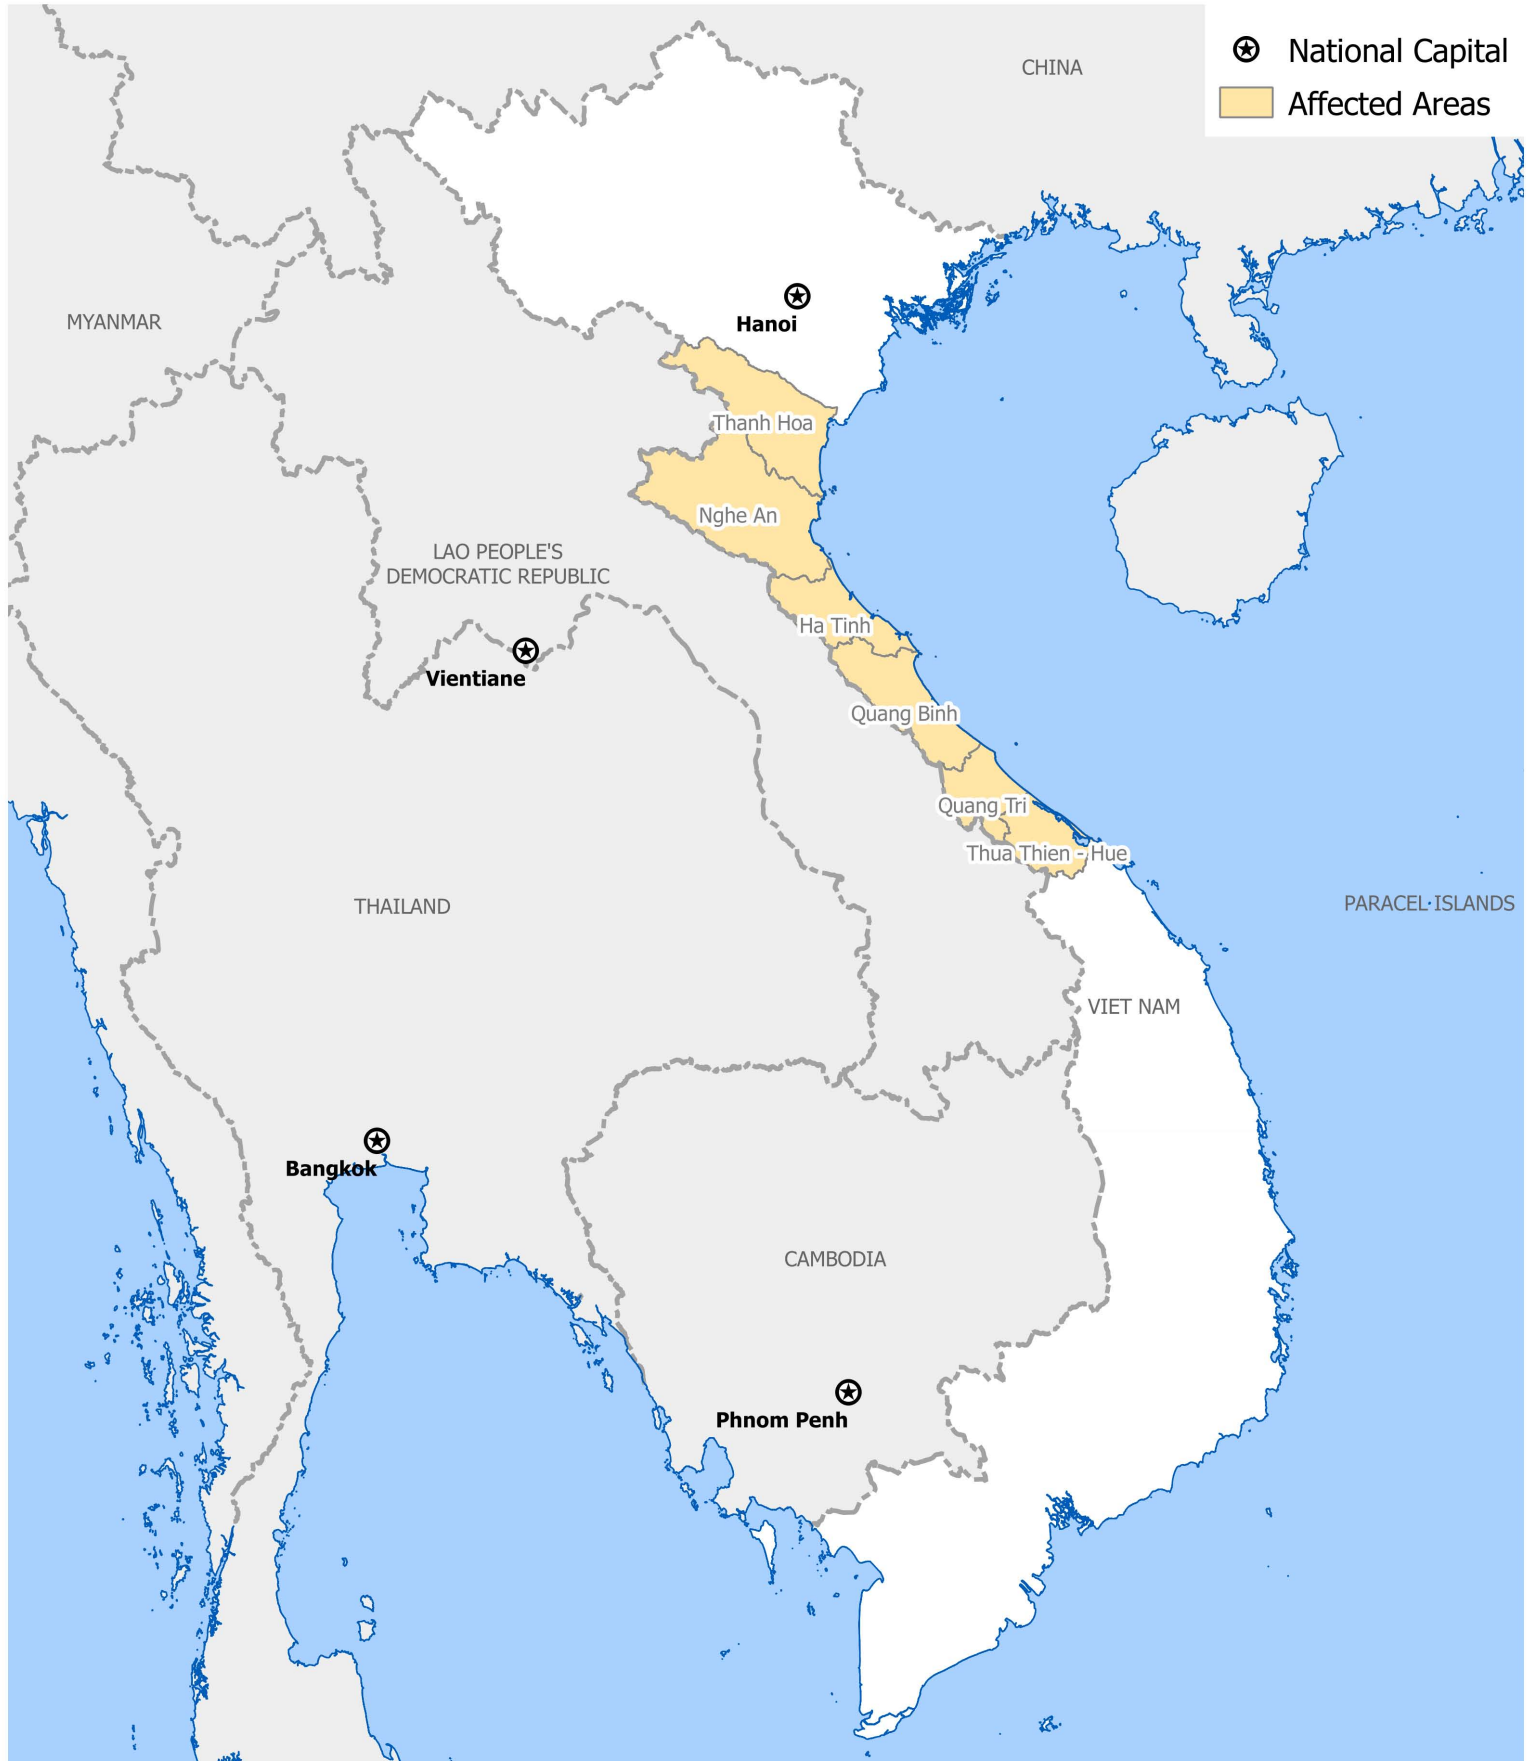 National Capital
Affected Areas
CHINA
MYANMAR
Hanoi
Thanh Hoa
Nghe An
LAO PEOPLE'S
DEMOCRATIC REPUBLIC
Ha Tinh
Vientiane
Quang Binh
Quang Tri
Thua Thien - Hue
THAILAND
PARACEL ISLANDS
VIET NAM
Bangkok
CAMBODIA
Phnom Penh